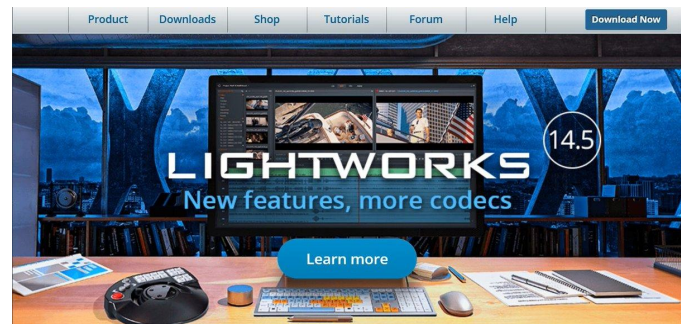 Product Downloads Shop Tutorials Forum Help Download Now
14.5
LIGHTWORKS
New features, more codecs
Learn more